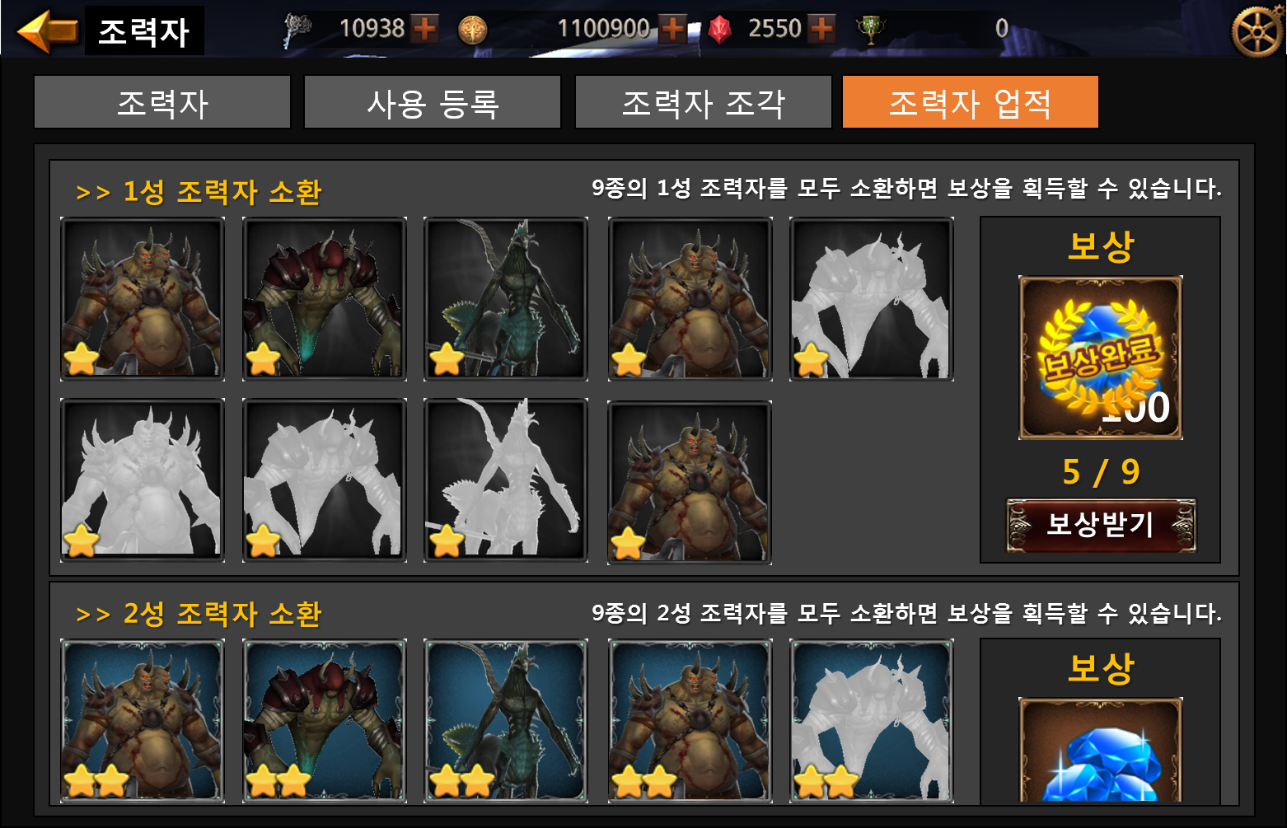 조력자
10938
1100900
2550
0
조력자
사용 등록
조력자 조각
조력자 업적
>> 1성 조력자 소환
9종의 1성 조력자를 모두 소환하면 보상을 획득할 수 있습니다.
보상
보상완료
100
5 / 9
보상받기
>> 2성 조력자 소환
9종의 2성 조력자를 모두 소환하면 보상을 획득할 수 있습니다.
보상